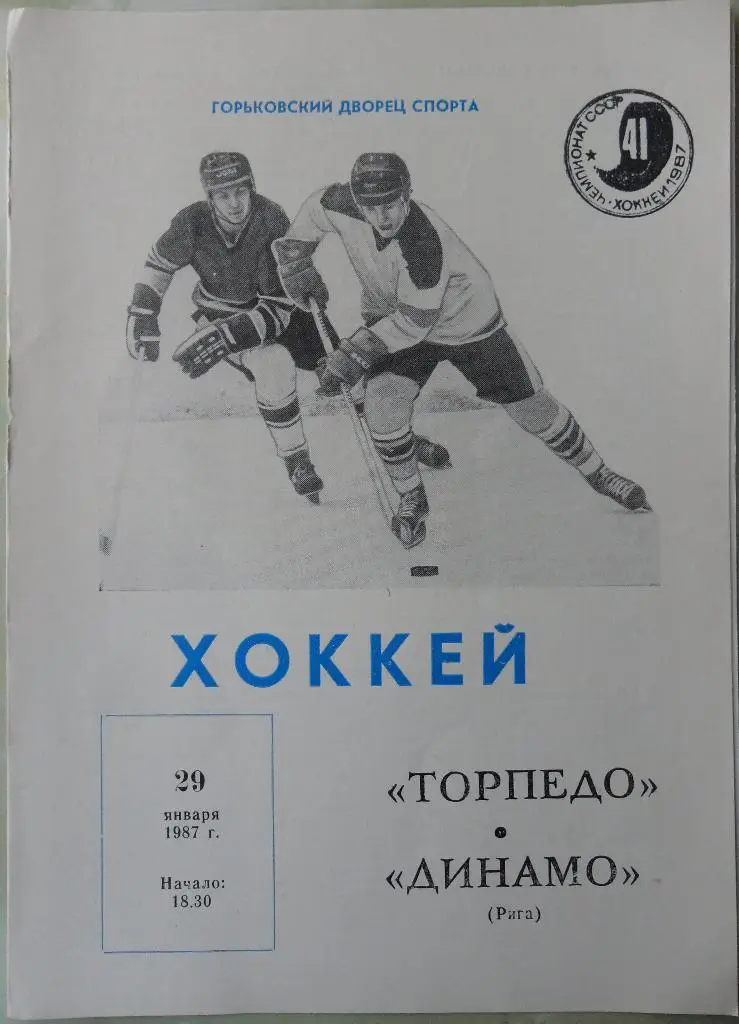 ГОРЬКОВСКИЙ ДВОРЕЦ СПОРТА
ЧЕМПИОНАТ СССР
41
ХОККЕЙ 1987
ХОККЕЙ
29
января
1987 г.
Начало:
18.30
«ТОРПЕДО»
«ДИНАМО»
(Рига)